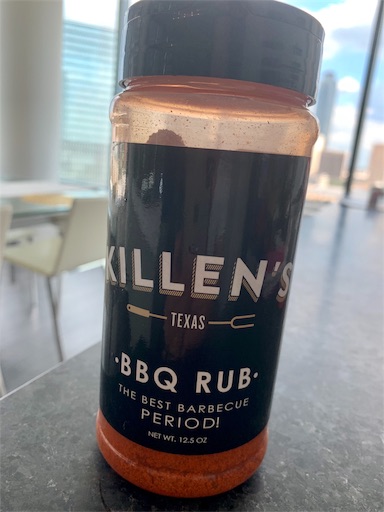 KILLEN'S
TEXAS
·BBQ RUB·
THE BEST BARBECUE
PERIOD!
NET WT. 12.5 OZ